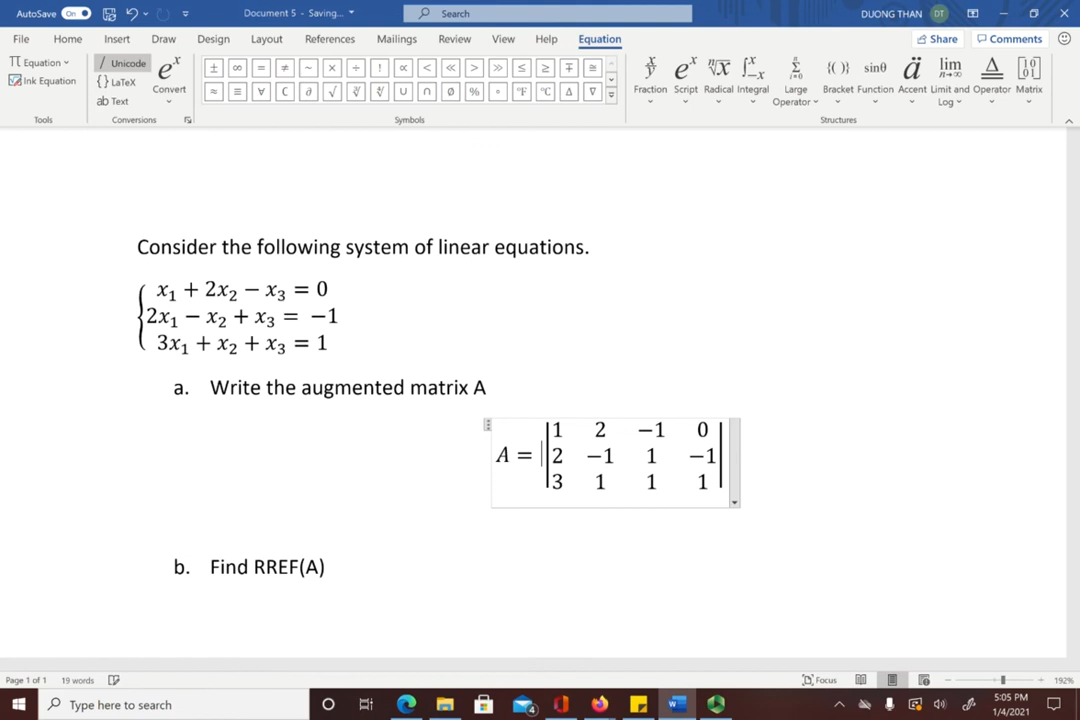 AutoSave On Document 5 - Saving... Search DUONG THAN DT
File Home Insert Draw Design Layout References Mailings Review View Help Equation Share Comments
Equation Unicode ± ∞ = ≠ ~ × ÷ ! ∝ < ≪ > ≫ ≤ ≥ ∓ ≅
Ink Equation LaTeX Convert ≈ ≡ ∀ ∁ ∂ √ ∛ ∜ ∪ ∩ ∅ % ° °F °C ∆ ∇
ab Text
Fraction Script Radical Integral Large Operator Bracket Function Accent Limit and Log Operator Matrix
Tools Conversions Symbols Structures
Consider the following system of linear equations.
x₁ + 2x₂ − x₃ = 0
2x₁ − x₂ + x₃ = −1
3x₁ + x₂ + x₃ = 1
a. Write the augmented matrix A
1 2 −1 0
A = 2 −1 1 −1
3 1 1 1
b. Find RREF(A)
Page 1 of 1 19 words Focus 192%
Type here to search 4 5:05 PM
1/4/2021